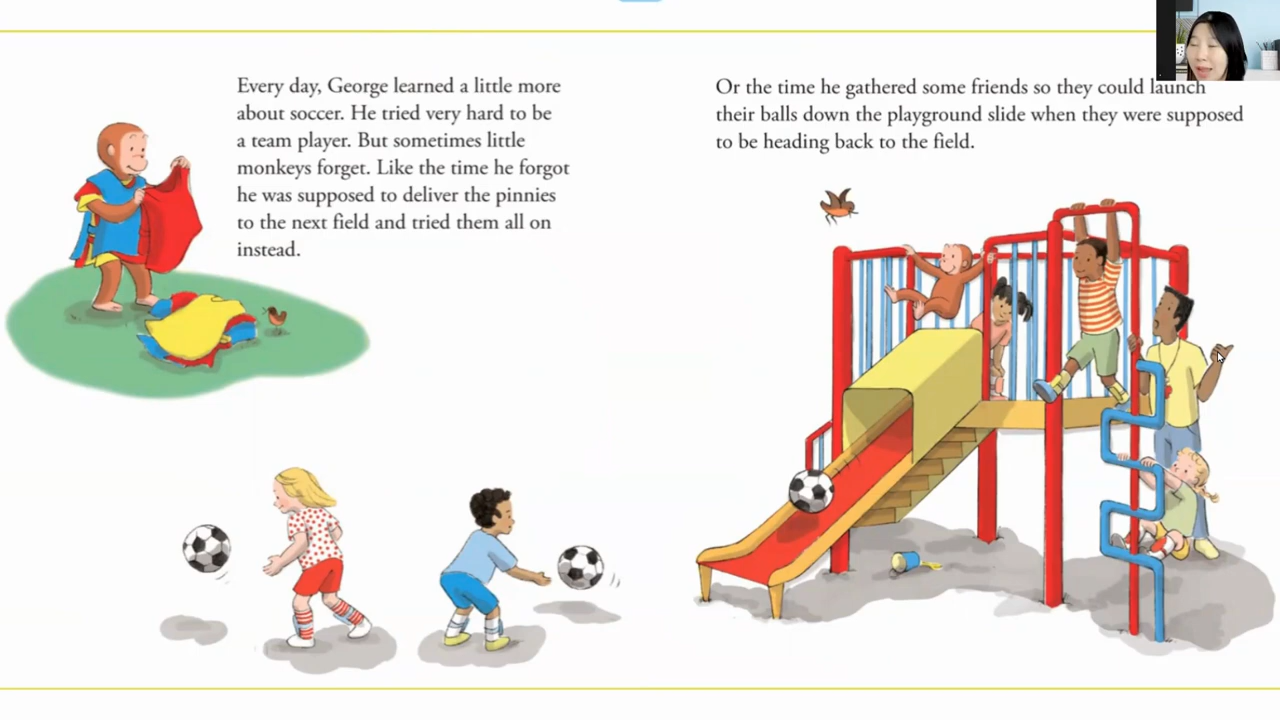 Every day, George learned a little more
about soccer. He tried very hard to be
a team player. But sometimes little
monkeys forget. Like the time he forgot
he was supposed to deliver the pinnies
to the next field and tried them all on
instead.
Or the time he gathered some friends so they could launch
their balls down the playground slide when they were supposed
to be heading back to the field.